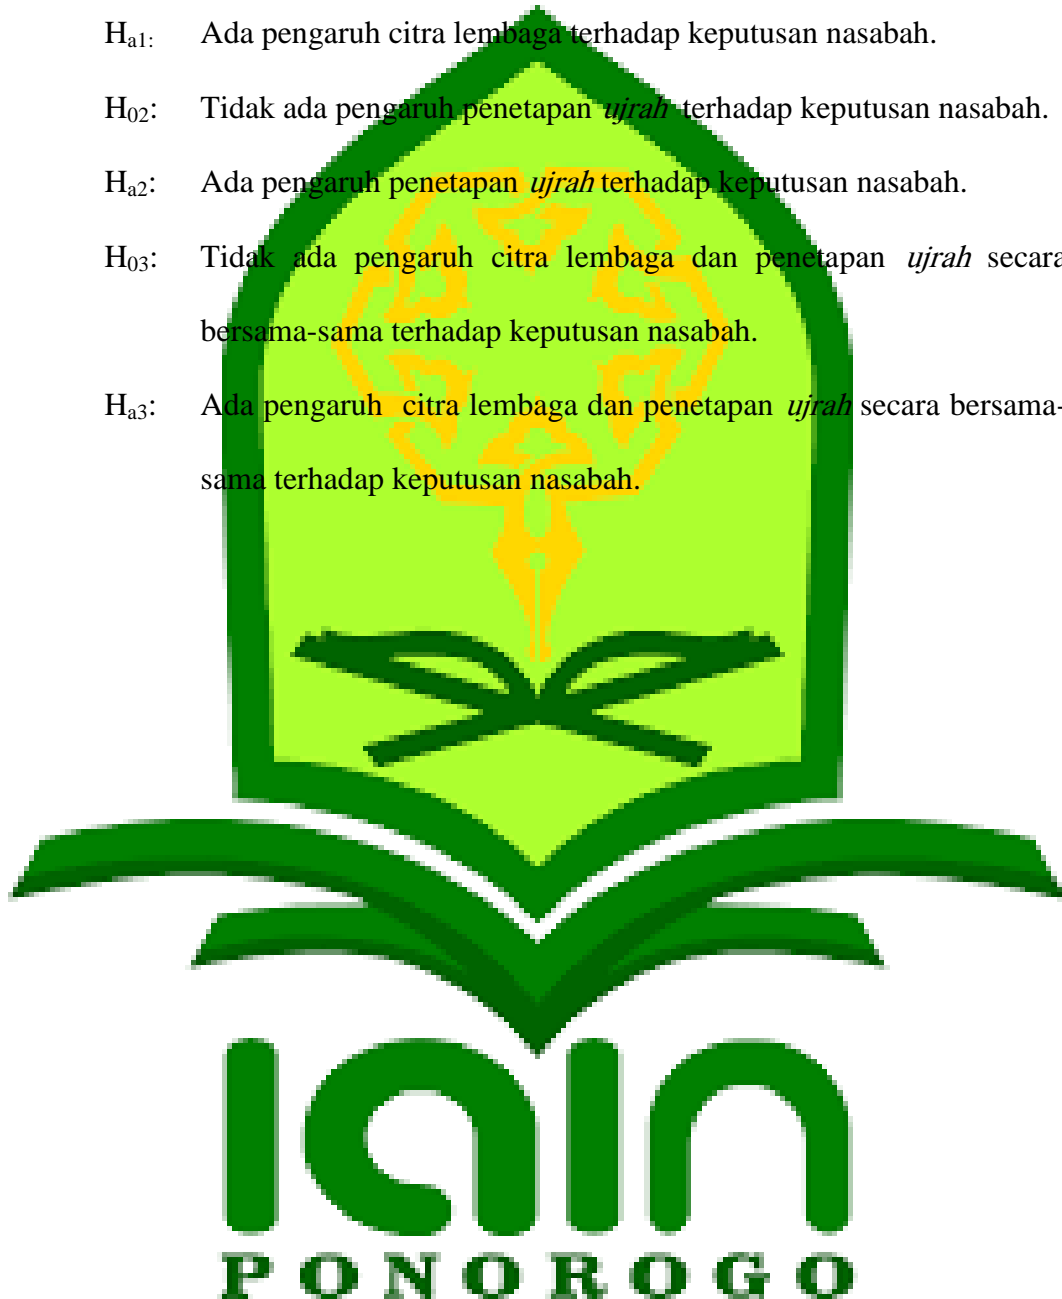 Ha1: Ada pengaruh citra lembaga terhadap keputusan nasabah.
H02: Tidak ada pengaruh penetapan ujrah terhadap keputusan nasabah.
Ha2: Ada pengaruh penetapan ujrah terhadap keputusan nasabah.
H03: Tidak ada pengaruh citra lembaga dan penetapan ujrah secara
bersama-sama terhadap keputusan nasabah.
Ha3: Ada pengaruh citra lembaga dan penetapan ujrah secara bersama-
sama terhadap keputusan nasabah.
iain
PONOROGO